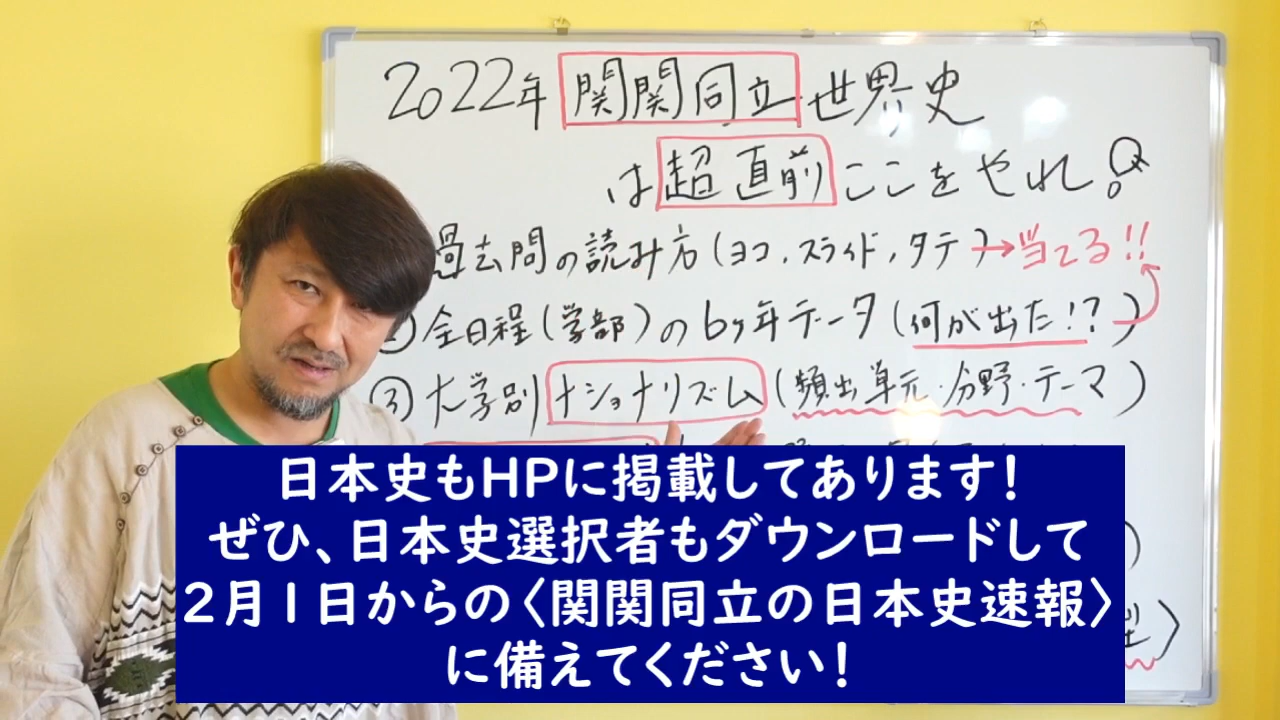 2022年 関関同立 世界史
は超直前ここをやれ!
過去問の読み方(ヨコ、スライド、タテ)→当てる!!
②全日程(学部)の6ヶ年データ(何が出た!?)
③大学別ナショナリズム(頻出単元・分野・テーマ)
日本史もHPに掲載してあります!
ぜひ、日本史選択者もダウンロードして
2月1日からの〈関関同立の日本史速報〉
に備えてください!